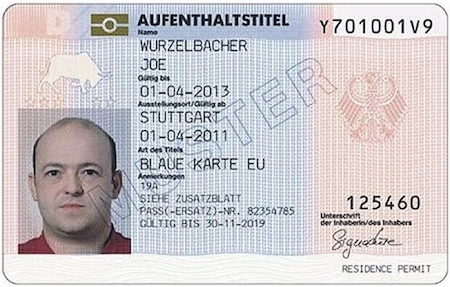 D AUFENTHALTSTITEL Y701001V9
Name
WURZELBACHER
JOE
Gültig bis
01-04-2013
Ausstellungsort/Gültig ab
STUTTGART
01-04-2011
Art des Titels
BLAUE KARTE EU
Anmerkungen
19A
SIEHE ZUSATZBLATT
PASS(-ERSATZ)-NR. 82354785
GÜLTIG BIS 30-11-2019
MUSTER
125460
Unterschrift
der Inhaberin/des Inhabers
Signature
RESIDENCE PERMIT